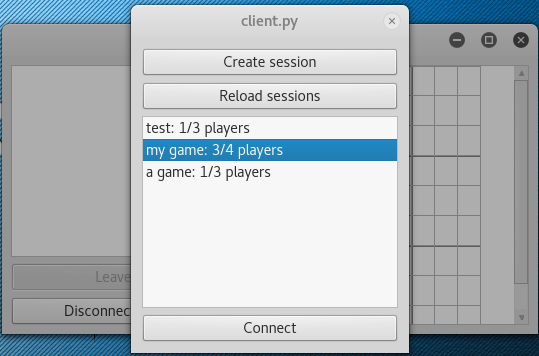 client.py
Create session
Reload sessions
test: 1/3 players
my game: 3/4 players
a game: 1/3 players
Leave
Disconnec
Connect